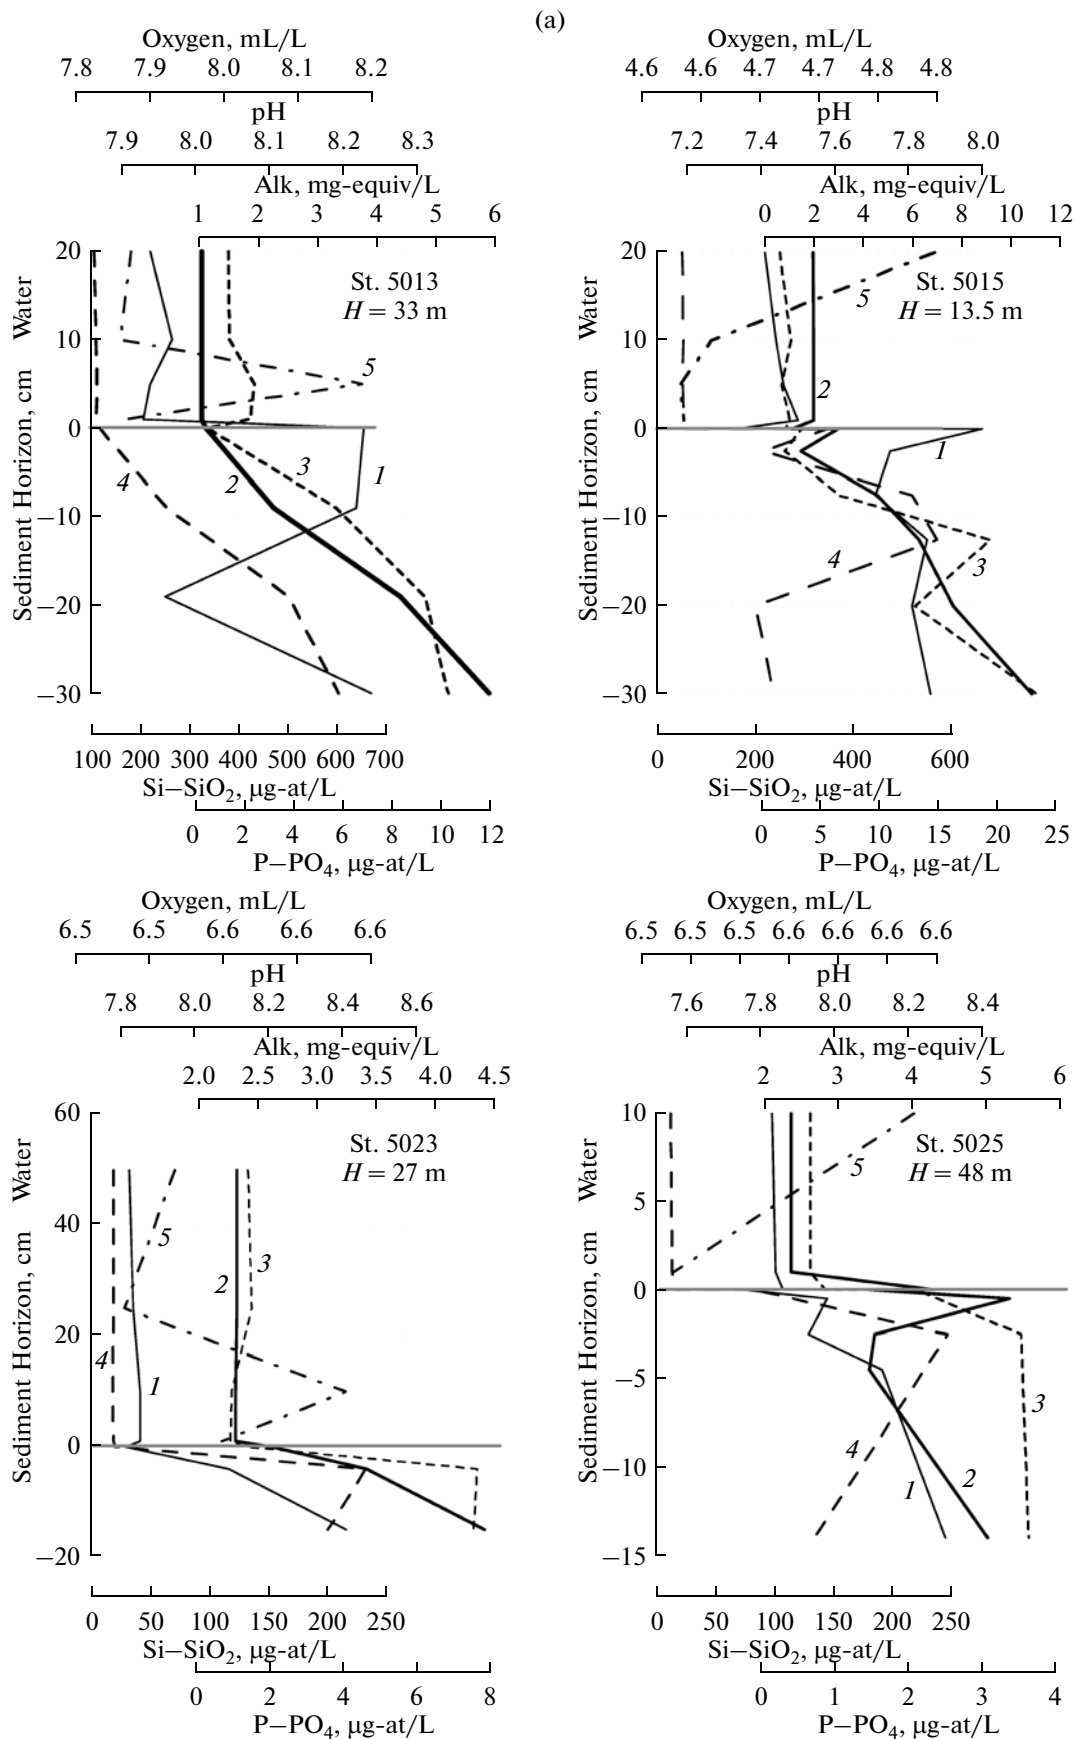 (a)
Oxygen, mL/L
7.8 7.9 8.0 8.1 8.2
pH
7.9 8.0 8.1 8.2 8.3
Alk, mg-equiv/L
1 2 3 4 5 6
20
10
0
−10
−20
−30
Sediment Horizon, cm Water
St. 5013
H = 33 m
5
4
2
3
1
100 200 300 400 500 600 700
Si–SiO2, μg-at/L
0 2 4 6 8 10 12
P–PO4, μg-at/L
Oxygen, mL/L
4.6 4.6 4.7 4.7 4.8 4.8
pH
7.2 7.4 7.6 7.8 8.0
Alk, mg-equiv/L
0 2 4 6 8 10 12
20
10
0
−10
−20
−30
Sediment Horizon, cm Water
St. 5015
H = 13.5 m
5
2
1
4
3
0 200 400 600
Si–SiO2, μg-at/L
0 5 10 15 20 25
P–PO4, μg-at/L
Oxygen, mL/L
6.5 6.5 6.6 6.6 6.6
pH
7.8 8.0 8.2 8.4 8.6
Alk, mg-equiv/L
2.0 2.5 3.0 3.5 4.0 4.5
60
40
20
0
−20
Sediment Horizon, cm Water
St. 5023
H = 27 m
5
2
3
4
1
0 50 100 150 200 250
Si–SiO2, μg-at/L
0 2 4 6 8
P–PO4, μg-at/L
Oxygen, mL/L
6.5 6.5 6.5 6.6 6.6 6.6 6.6
pH
7.6 7.8 8.0 8.2 8.4
Alk, mg-equiv/L
2 3 4 5 6
10
5
0
−5
−10
−15
Sediment Horizon, cm Water
St. 5025
H = 48 m
5
3
4
1
2
0 50 100 150 200 250
Si–SiO2, μg-at/L
0 1 2 3 4
P–PO4, μg-at/L